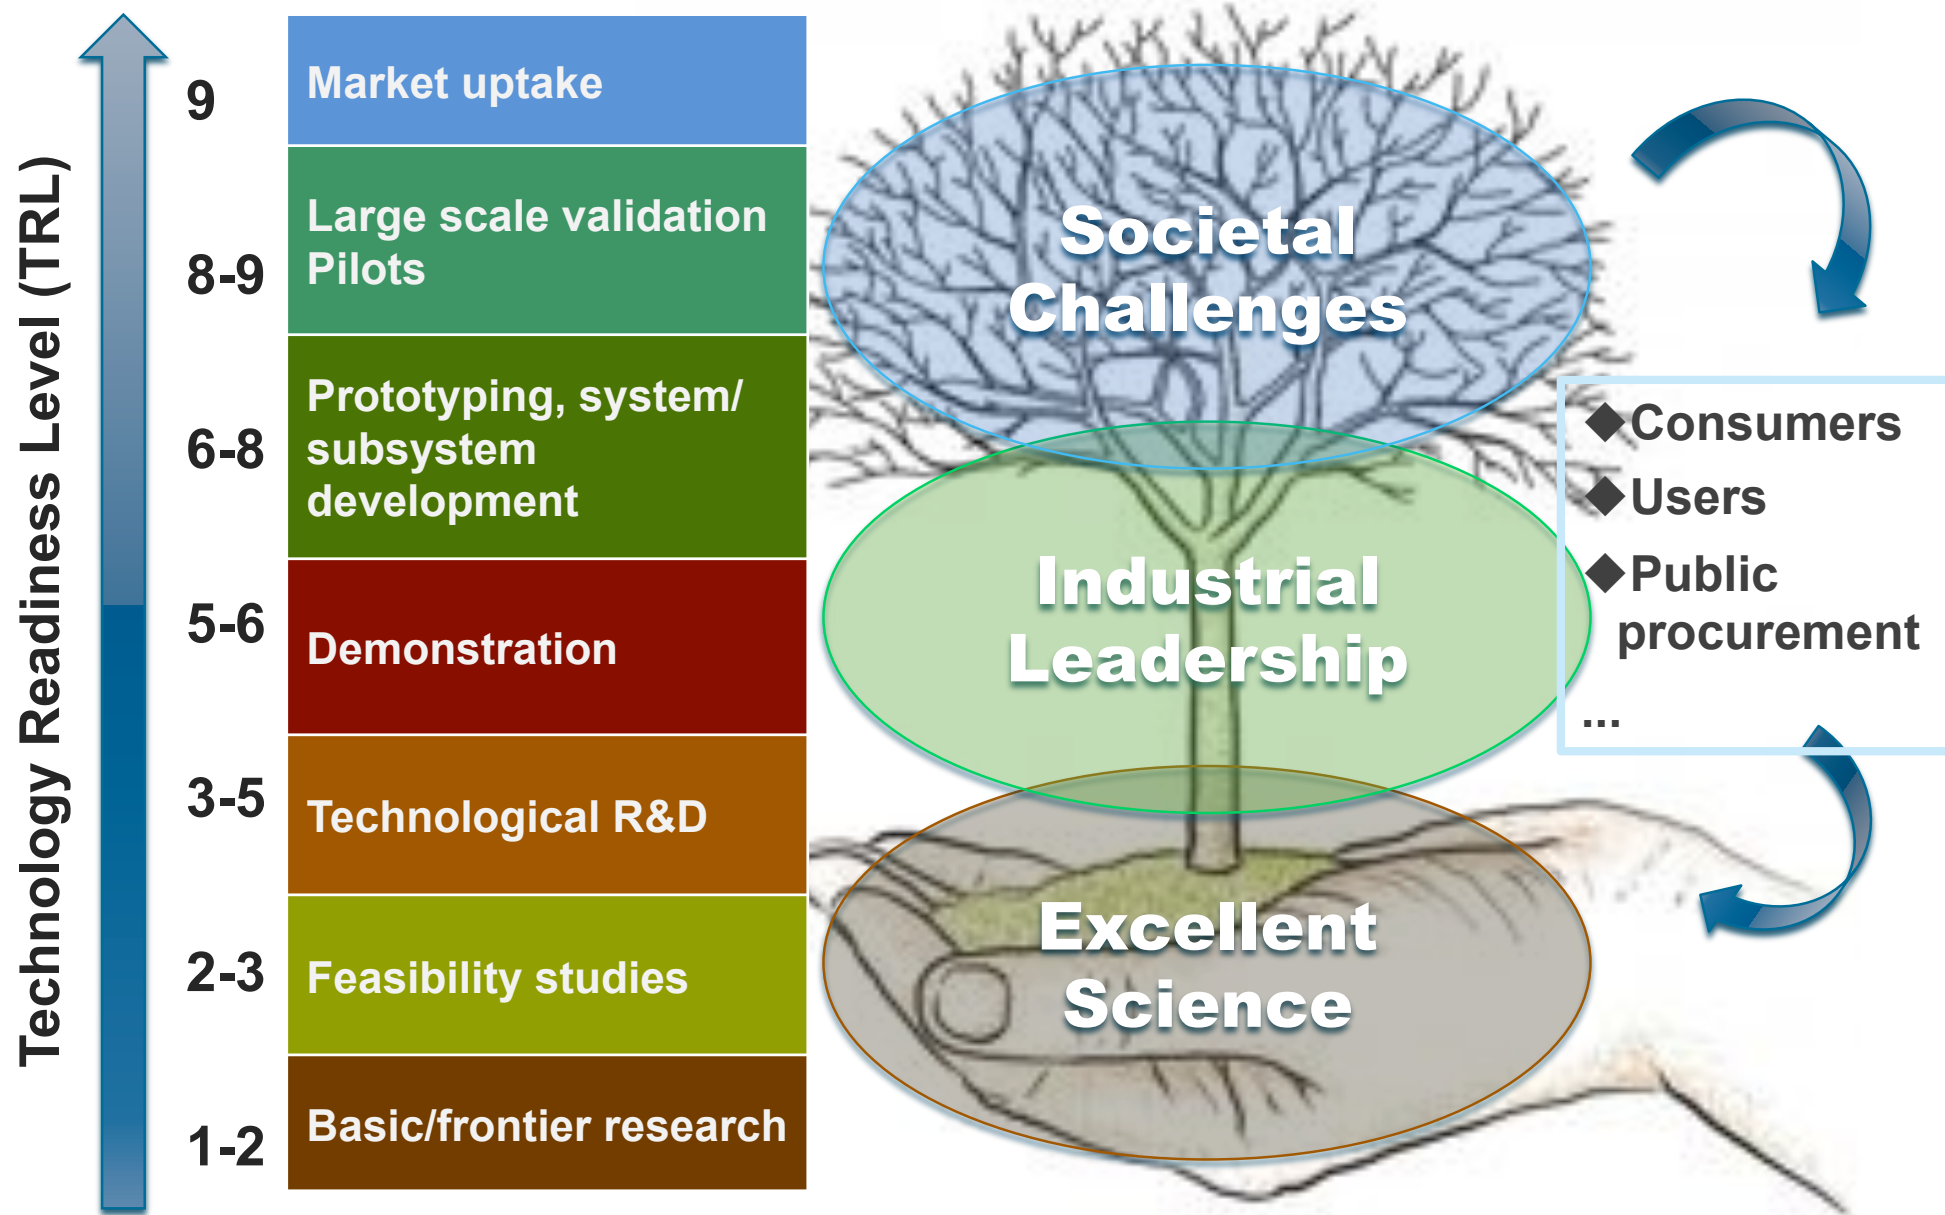 Technology Readiness Level (TRL)
9
Market uptake
8-9
Large scale validation
Pilots
6-8
Prototyping, system/
subsystem
development
5-6
Demonstration
3-5
Technological R&D
2-3
Feasibility studies
1-2
Basic/frontier research
Societal
Challenges
Industrial
Leadership
Excellent
Science
◆Consumers
◆Users
◆Public
procurement
...